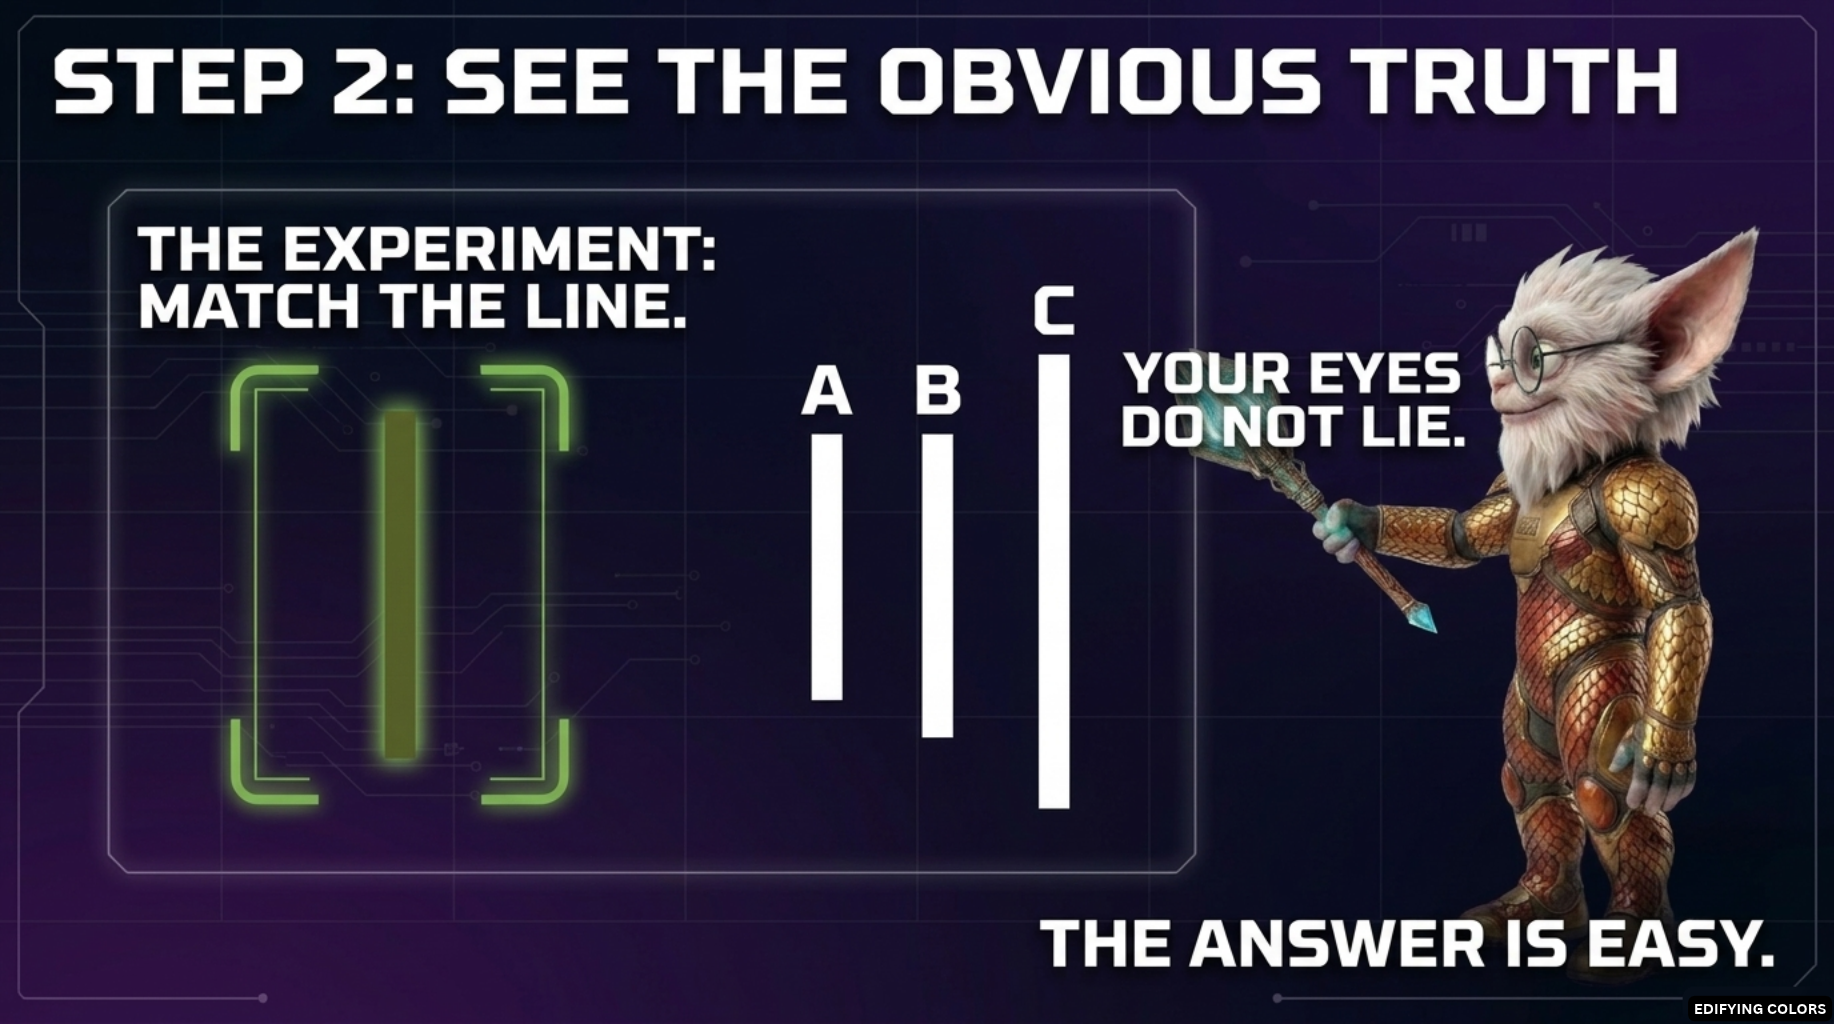 STEP 2: SEE THE OBVIOUS TRUTH
THE EXPERIMENT:
MATCH THE LINE.
A
B
C
YOUR EYES
DO NOT LIE.
THE ANSWER IS EASY.
EDIFYING COLORS